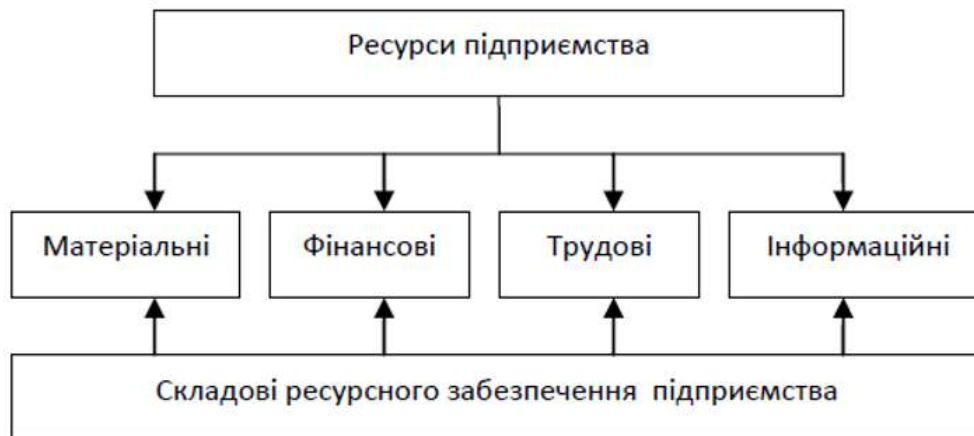 Ресурси підприємства
Матеріальні
Фінансові
Трудові
Інформаційні
Складові ресурсного забезпечення підприємства